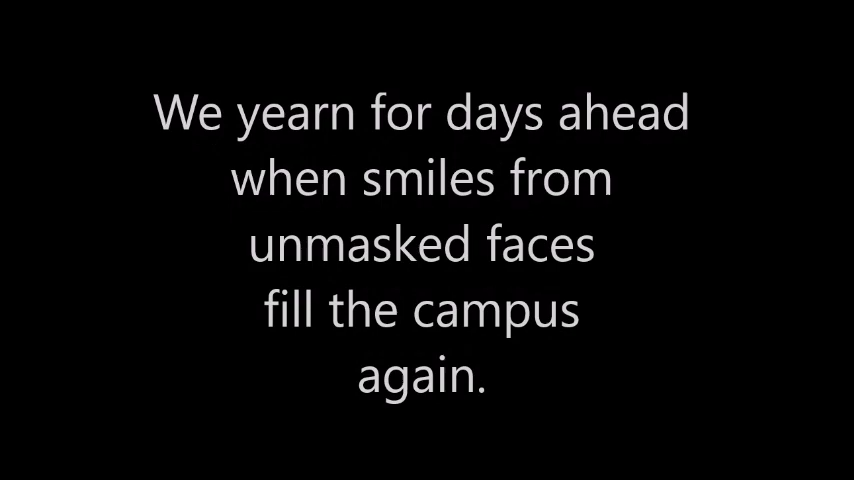 We yearn for days ahead
when smiles from
unmasked faces
fill the campus
again.